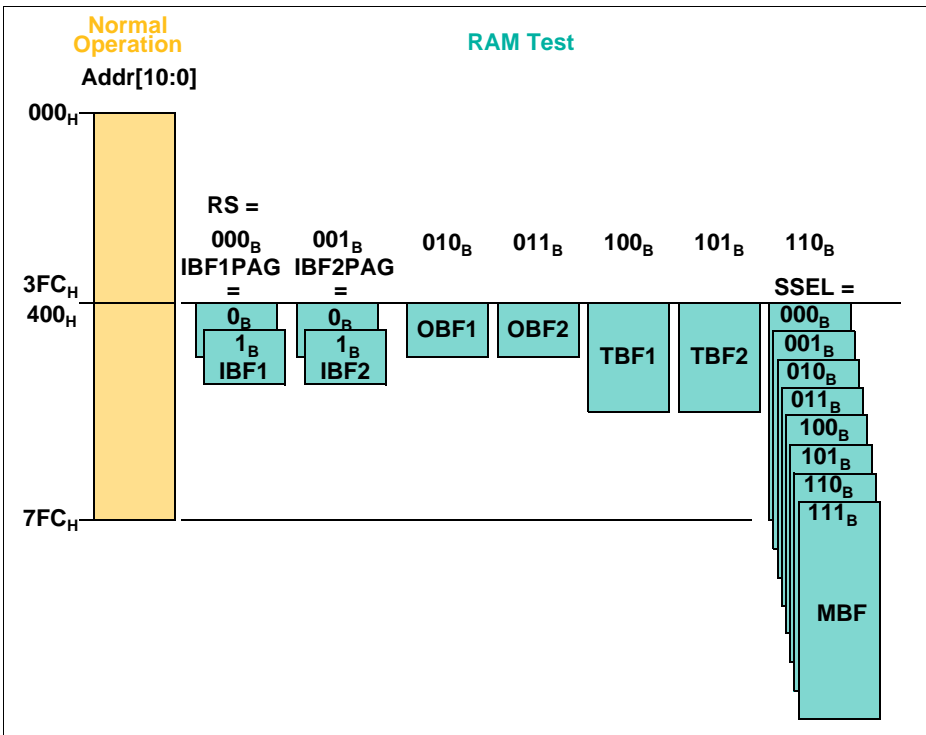 Normal
Operation
RAM Test
Addr[10:0]
000H
RS =
000B 001B 010B 011B 100B 101B 110B
IBF1PAG IBF2PAG
= =
3FCH
SSEL =
400H
0B 0B OBF1 OBF2 TBF1 TBF2 000B
1B 1B 001B
IBF1 IBF2 010B
011B
100B
101B
110B
7FCH
111B
MBF